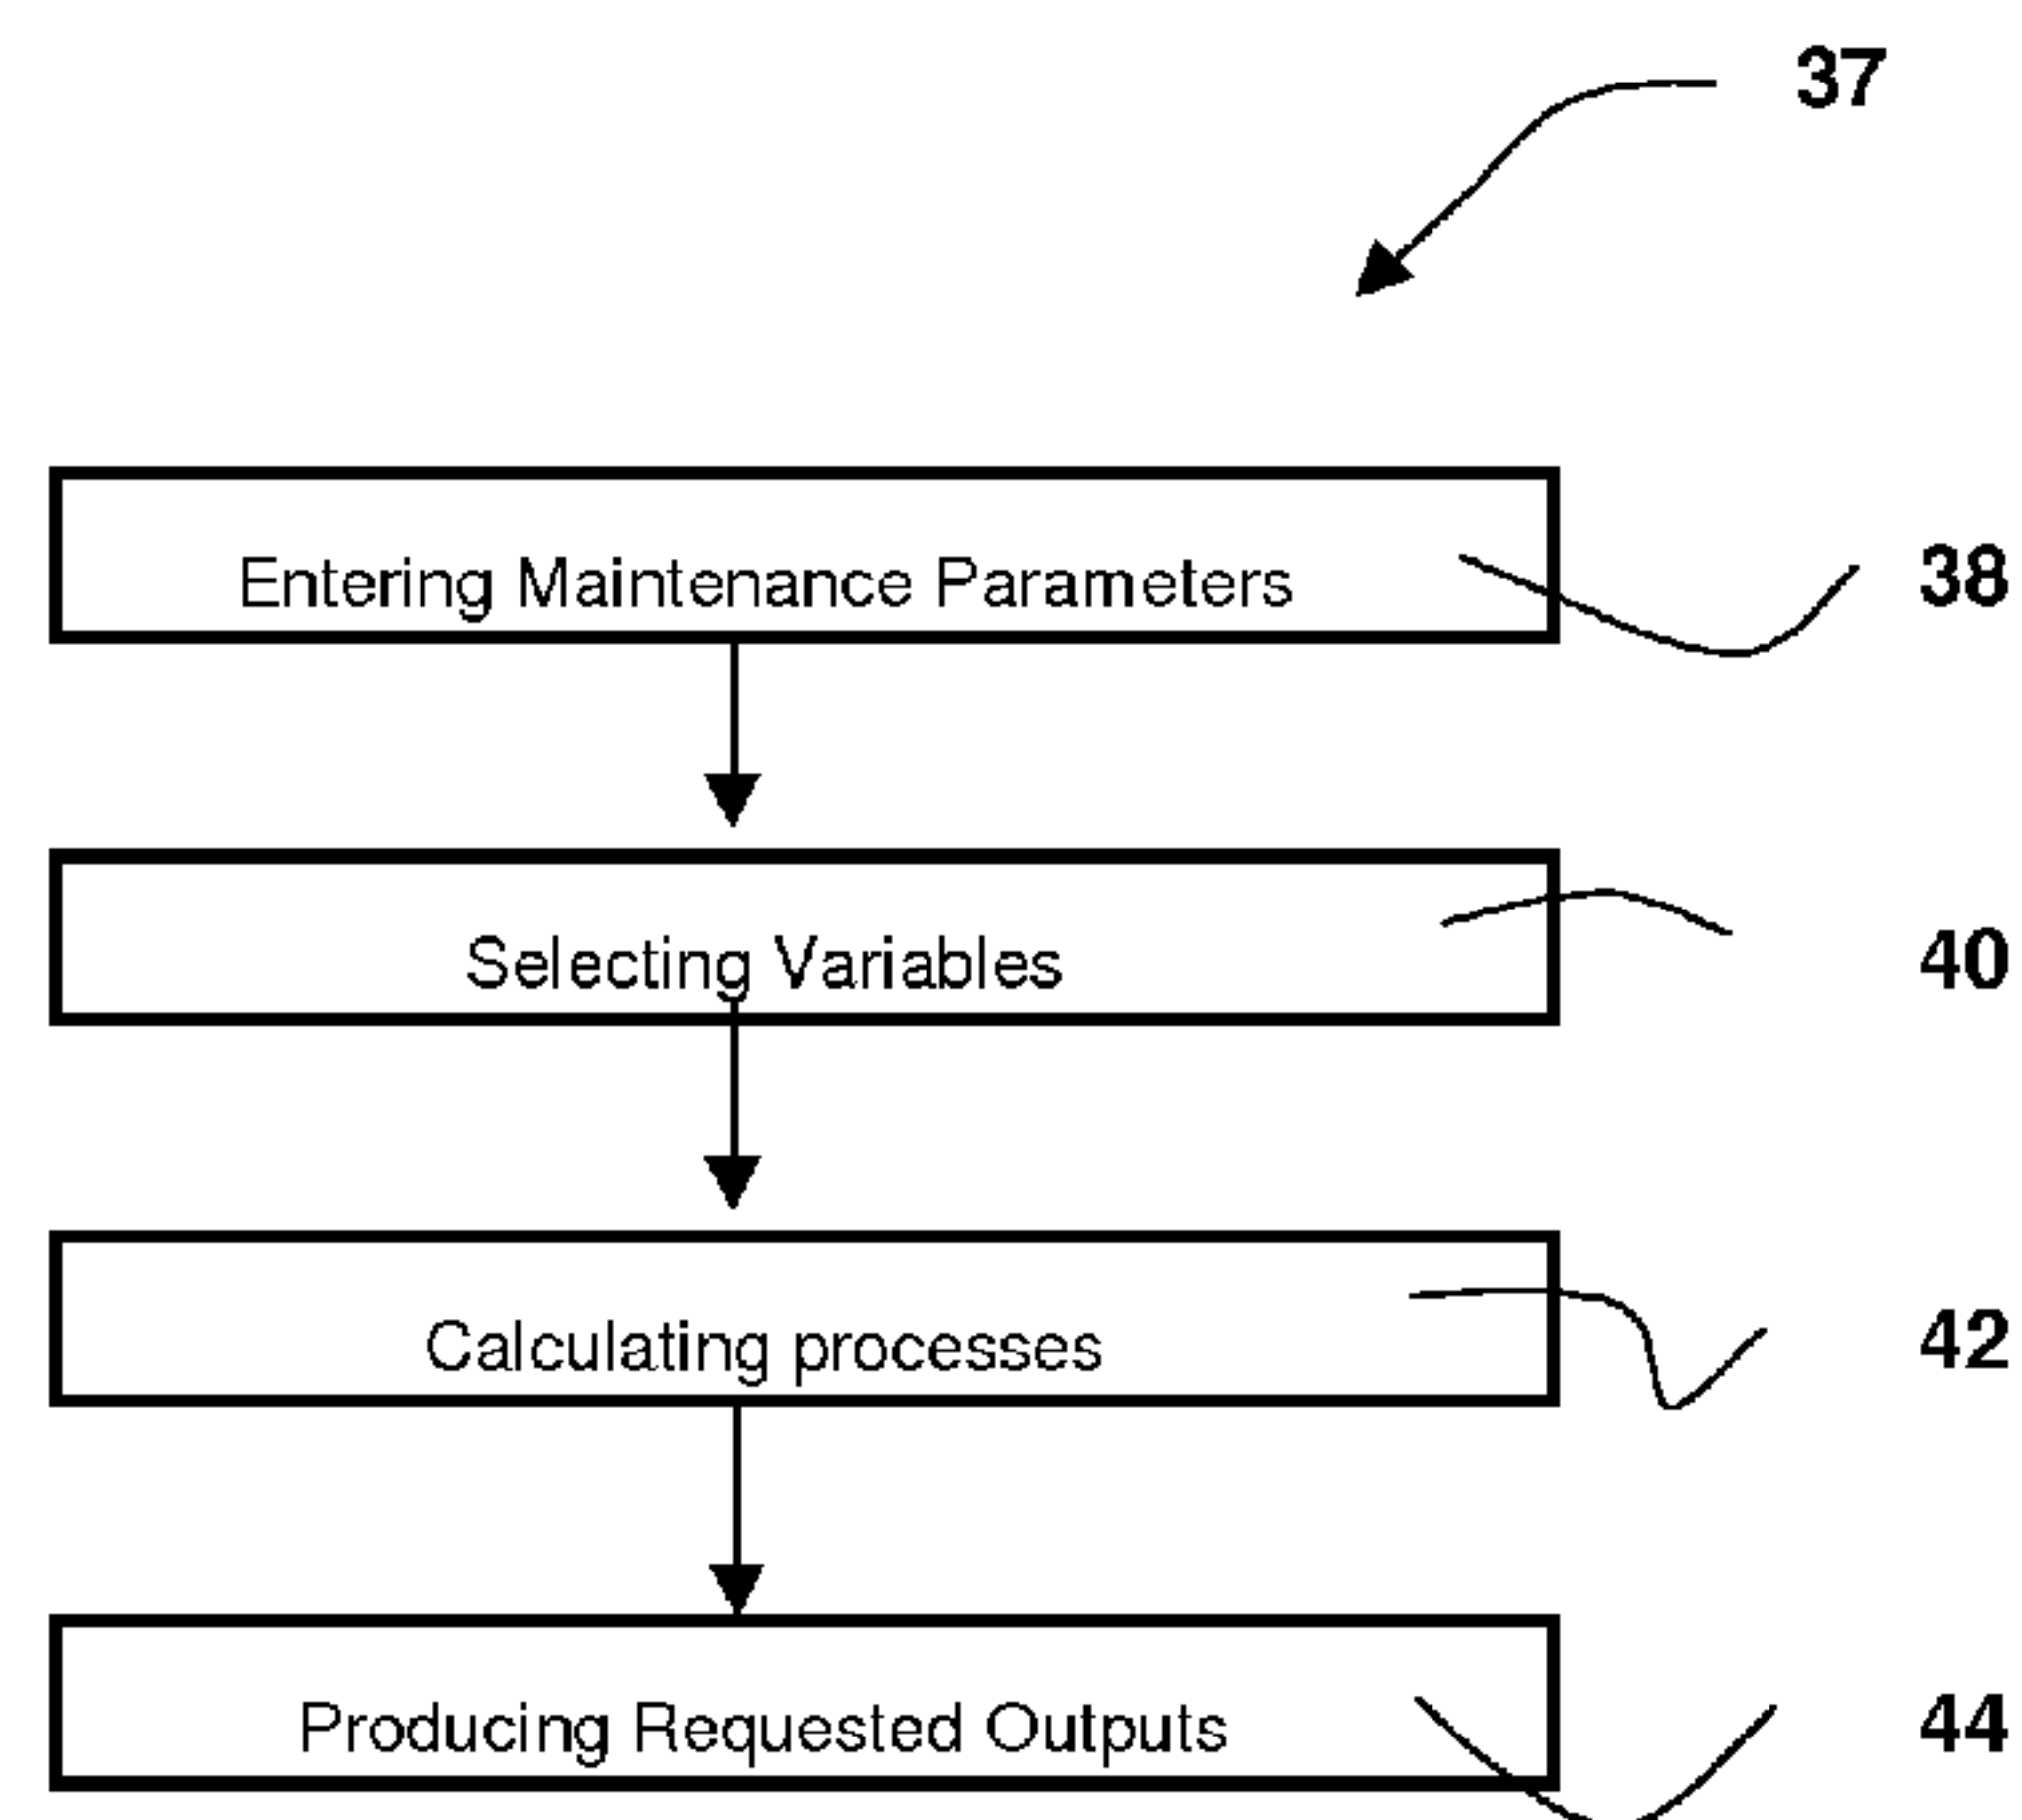 37
Entering Maintenance Parameters
38
Selecting Variables
40
Calculating processes
42
Producing Requested Outputs
44